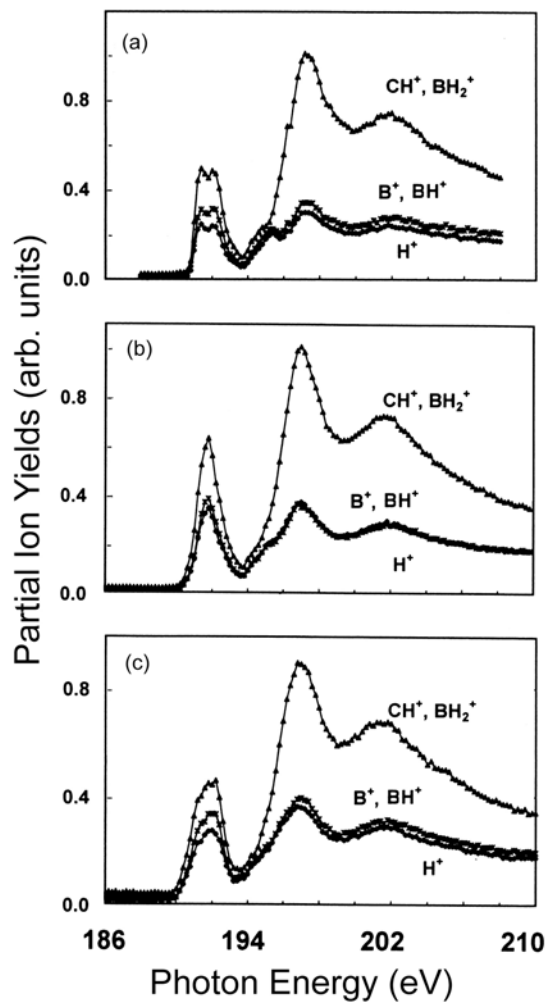 Partial Ion Yields (arb. units)
(a)
CH⁺, BH₂⁺
0.8
B⁺, BH⁺
0.4
H⁺
0.0
(b)
CH⁺, BH₂⁺
0.8
B⁺, BH⁺
0.4
H⁺
0.0
(c)
CH⁺, BH₂⁺
0.8
B⁺, BH⁺
0.4
H⁺
0.0
186 194 202 210
Photon Energy (eV)